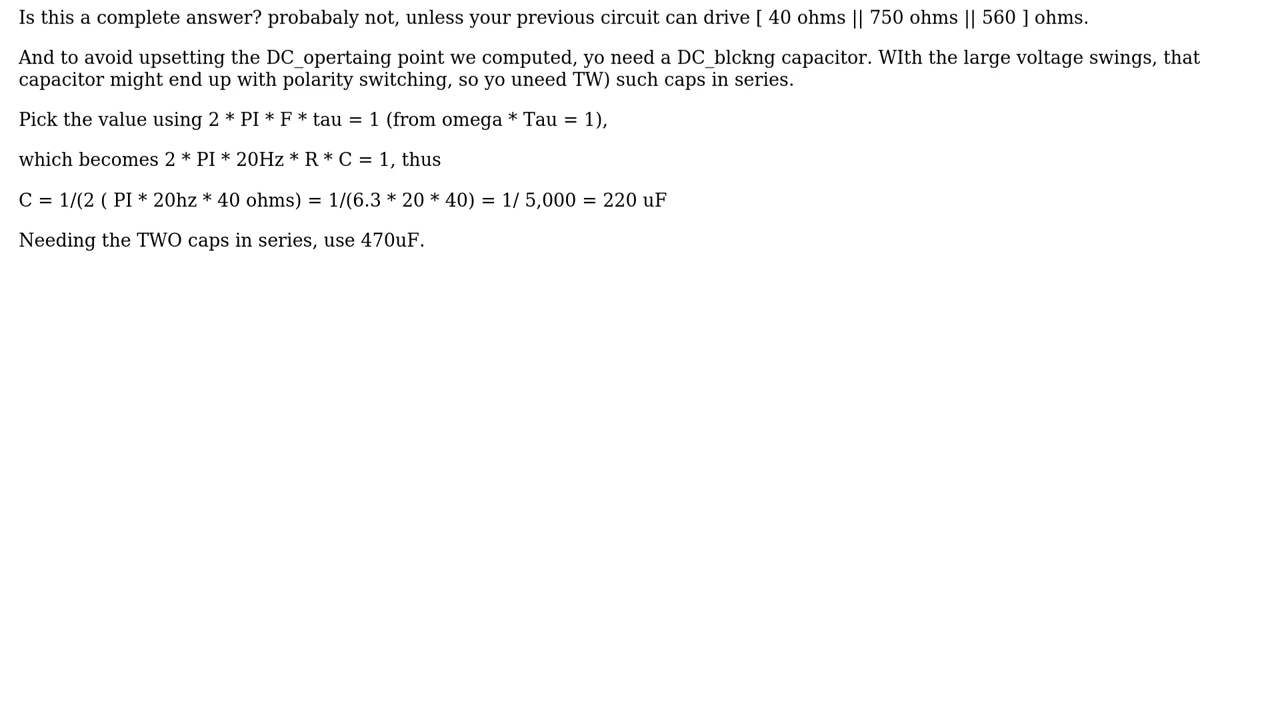 Is this a complete answer? probabaly not, unless your previous circuit can drive [ 40 ohms || 750 ohms || 560 ] ohms.
And to avoid upsetting the DC_opertaing point we computed, yo need a DC_blckng capacitor. WIth the large voltage swings, that
capacitor might end up with polarity switching, so yo uneed TW) such caps in series.
Pick the value using 2 * PI * F * tau = 1 (from omega * Tau = 1),
which becomes 2 * PI * 20Hz * R * C = 1, thus
C = 1/(2 ( PI * 20hz * 40 ohms) = 1/(6.3 * 20 * 40) = 1/ 5,000 = 220 uF
Needing the TWO caps in series, use 470uF.